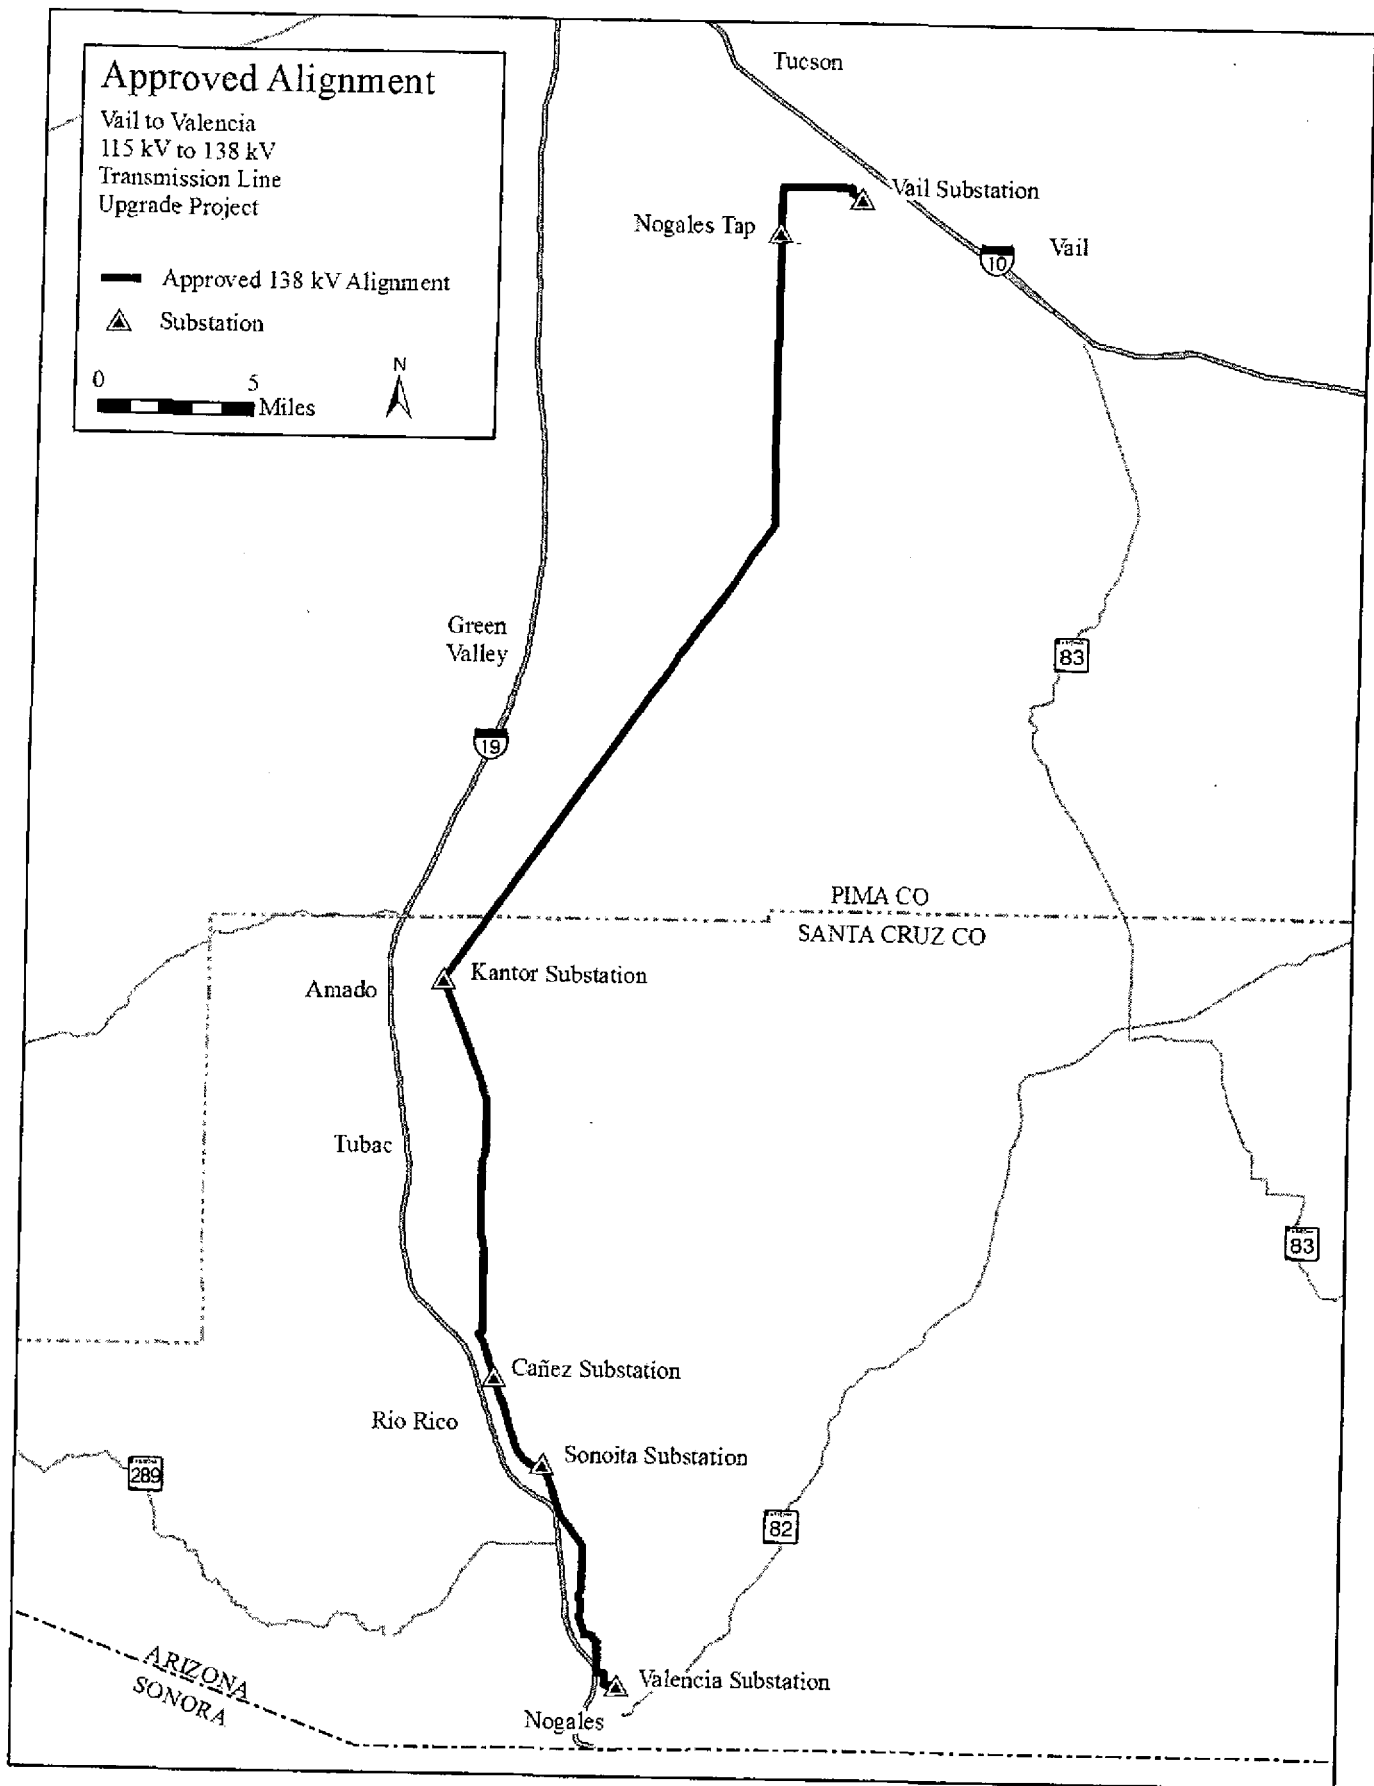 Approved Alignment
Vail to Valencia
115 kV to 138 kV
Transmission Line
Upgrade Project
Approved 138 kV Alignment
Substation
0 5
Miles
N
Tucson
Vail Substation
Nogales Tap
Vail
10
Green
Valley
83
19
PIMA CO
SANTA CRUZ CO
Kantor Substation
Amado
Tubac
83
Cañez Substation
Rio Rico
Sonoita Substation
289
82
ARIZONA
SONORA
Valencia Substation
Nogales